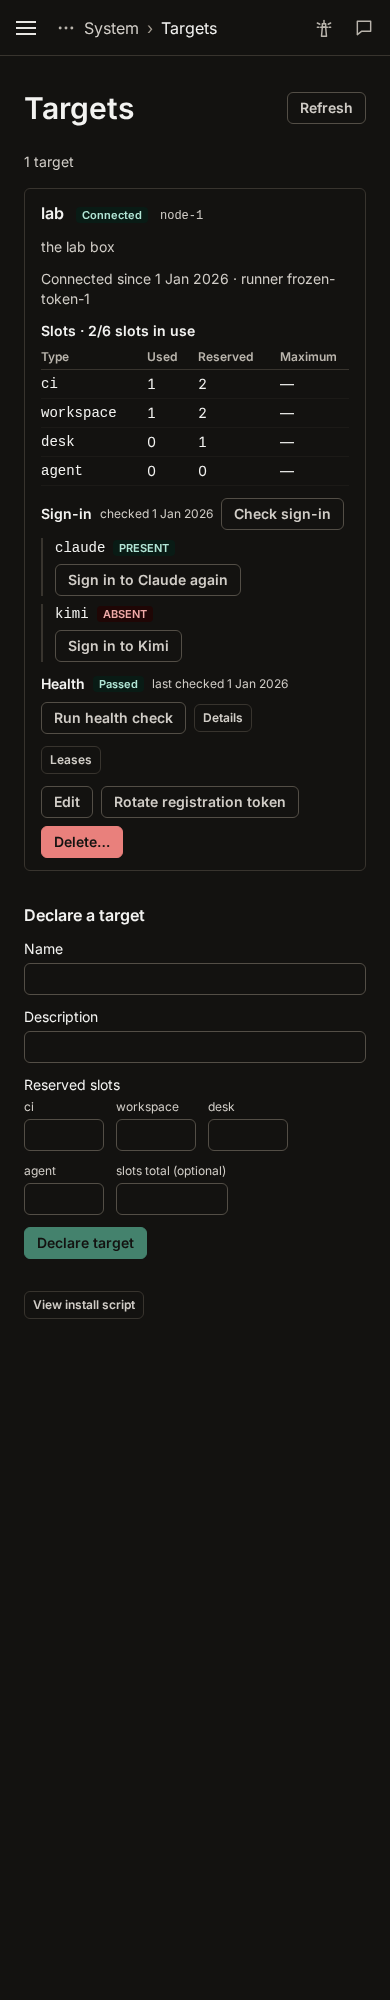 System › Targets
Targets
Refresh
1 target
lab Connected node-1
the lab box
Connected since 1 Jan 2026 · runner frozen-
token-1
Slots · 2/6 slots in use
Type Used Reserved Maximum
ci 1 2 —
workspace 1 2 —
desk 0 1 —
agent 0 0 —
Sign-in checked 1 Jan 2026 Check sign-in
claude PRESENT
Sign in to Claude again
kimi ABSENT
Sign in to Kimi
Health Passed last checked 1 Jan 2026
Run health check Details
Leases
Edit Rotate registration token
Delete...
Declare a target
Name
Description
Reserved slots
ci workspace desk
agent slots total (optional)
Declare target
View install script